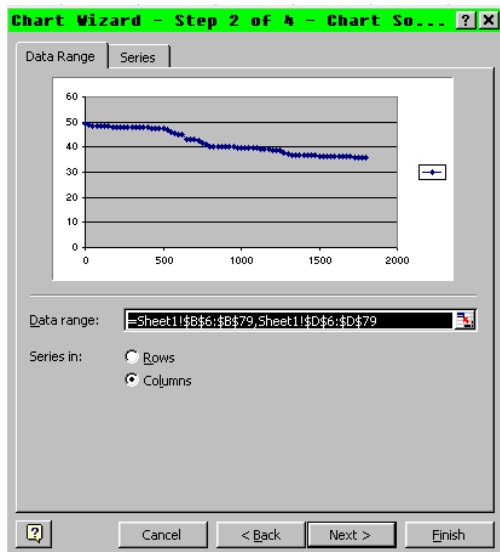 Chart Wizard - Step 2 of 4 - Chart So... ? X
Data Range Series
60
50
40
30
20
10
0
0 500 1000 1500 2000
Data range: =Sheet1!$B$6:$B$79,Sheet1!$D$6:$D$79
Series in: Rows
Columns
? Cancel < Back Next > Finish